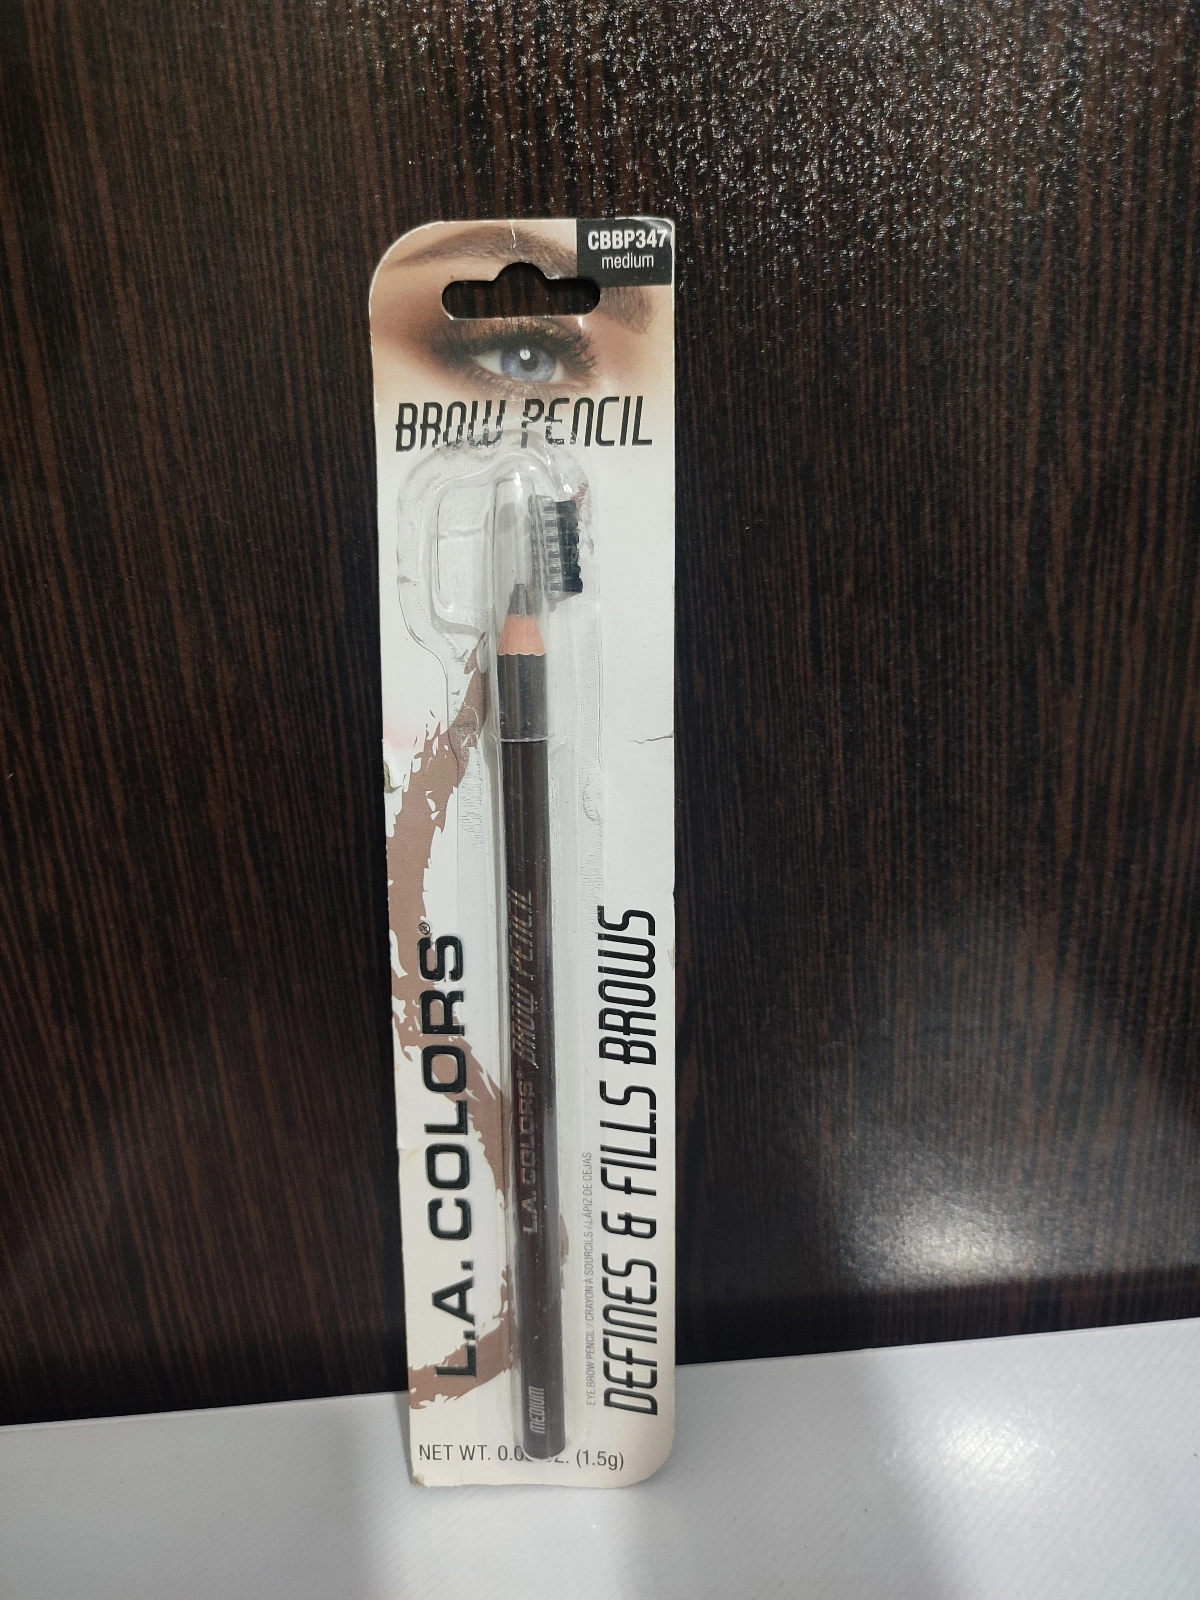 CBBP347
medium
BROW PENCIL
L.A. COLORS®
L.A. COLORS® BROW PENCIL
MEDIUM
EYE BROW PENCIL / CRAYON À SOURCILS / LÁPIZ DE CEJAS
DEFINES & FILLS BROWS
NET WT. (1.5g)